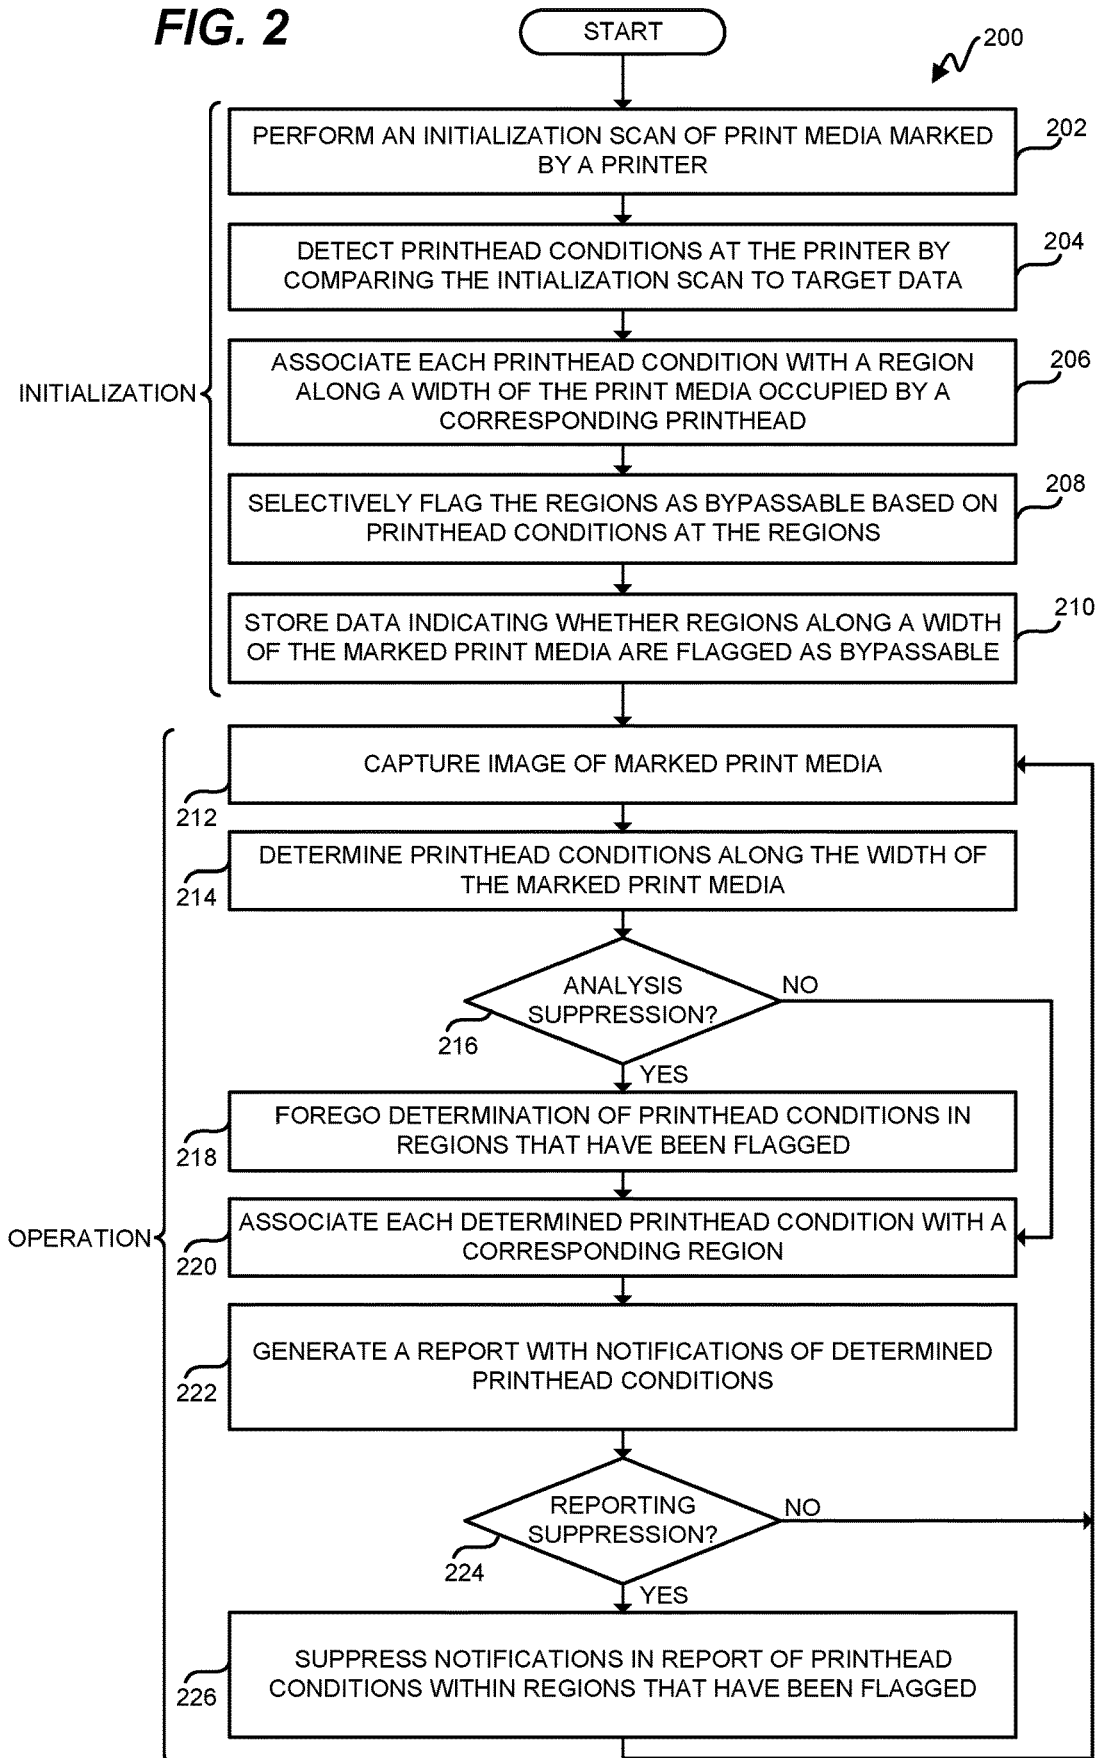 FIG. 2
START
200
PERFORM AN INITIALIZATION SCAN OF PRINT MEDIA MARKED
BY A PRINTER
202
DETECT PRINTHEAD CONDITIONS AT THE PRINTER BY
COMPARING THE INTIALIZATION SCAN TO TARGET DATA
204
ASSOCIATE EACH PRINTHEAD CONDITION WITH A REGION
ALONG A WIDTH OF THE PRINT MEDIA OCCUPIED BY A
CORRESPONDING PRINTHEAD
206
INITIALIZATION
SELECTIVELY FLAG THE REGIONS AS BYPASSABLE BASED ON
PRINTHEAD CONDITIONS AT THE REGIONS
208
STORE DATA INDICATING WHETHER REGIONS ALONG A WIDTH
OF THE MARKED PRINT MEDIA ARE FLAGGED AS BYPASSABLE
210
CAPTURE IMAGE OF MARKED PRINT MEDIA
212
DETERMINE PRINTHEAD CONDITIONS ALONG THE WIDTH OF
THE MARKED PRINT MEDIA
214
ANALYSIS
SUPPRESSION?
NO
216
YES
FOREGO DETERMINATION OF PRINTHEAD CONDITIONS IN
REGIONS THAT HAVE BEEN FLAGGED
218
ASSOCIATE EACH DETERMINED PRINTHEAD CONDITION WITH A
CORRESPONDING REGION
OPERATION
220
GENERATE A REPORT WITH NOTIFICATIONS OF DETERMINED
PRINTHEAD CONDITIONS
222
REPORTING
SUPPRESSION?
NO
224
YES
SUPPRESS NOTIFICATIONS IN REPORT OF PRINTHEAD
CONDITIONS WITHIN REGIONS THAT HAVE BEEN FLAGGED
226